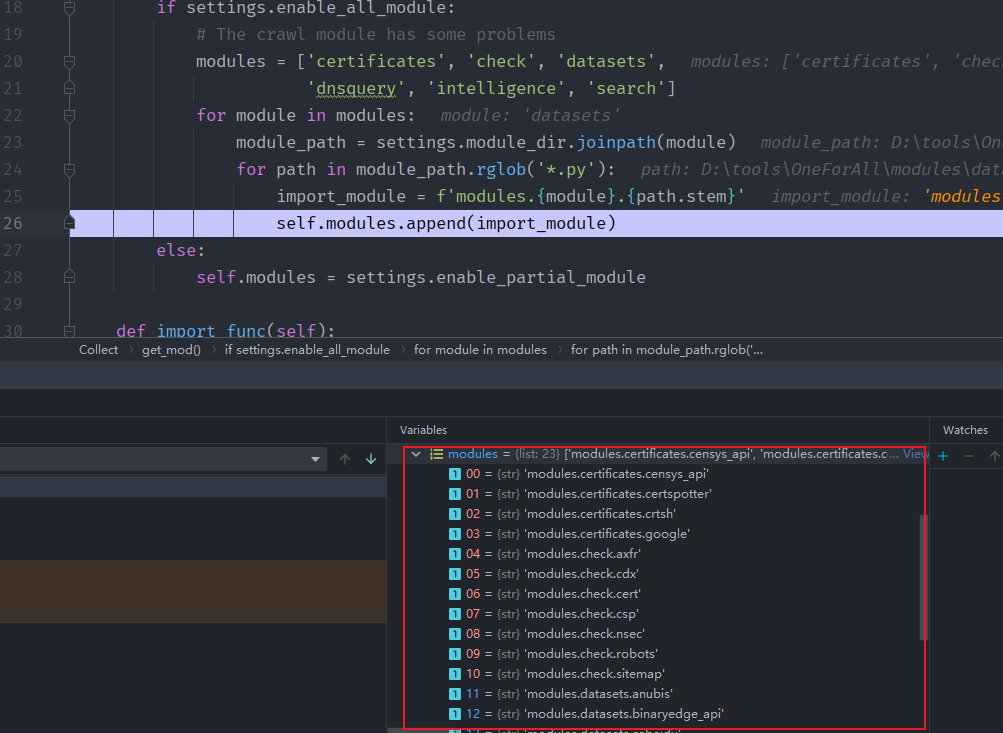 18 if settings.enable_all_module:
19 # The crawl module has some problems
20 modules = ['certificates', 'check', 'datasets', modules: ['certificates', 'chec
21 'dnsquery', 'intelligence', 'search']
22 for module in modules: module: 'datasets'
23 module_path = settings.module_dir.joinpath(module) module_path: D:\tools\One
24 for path in module_path.rglob('*.py'): path: D:\tools\OneForAll\modules\data
25 import_module = f'modules.{module}.{path.stem}' import_module: 'modules
26 self.modules.append(import_module)
27 else:
28 self.modules = settings.enable_partial_module
29
30 def import_func(self):
Collect › get_mod() › if settings.enable_all_module › for module in modules › for path in module_path.rglob('...
Variables
Watches
modules = {list: 23} ['modules.certificates.censys_api', 'modules.certificates.c... View
00 = {str} 'modules.certificates.censys_api'
01 = {str} 'modules.certificates.certspotter'
02 = {str} 'modules.certificates.crtsh'
03 = {str} 'modules.certificates.google'
04 = {str} 'modules.check.axfr'
05 = {str} 'modules.check.cdx'
06 = {str} 'modules.check.cert'
07 = {str} 'modules.check.csp'
08 = {str} 'modules.check.nsec'
09 = {str} 'modules.check.robots'
10 = {str} 'modules.check.sitemap'
11 = {str} 'modules.datasets.anubis'
12 = {str} 'modules.datasets.binaryedge_api'